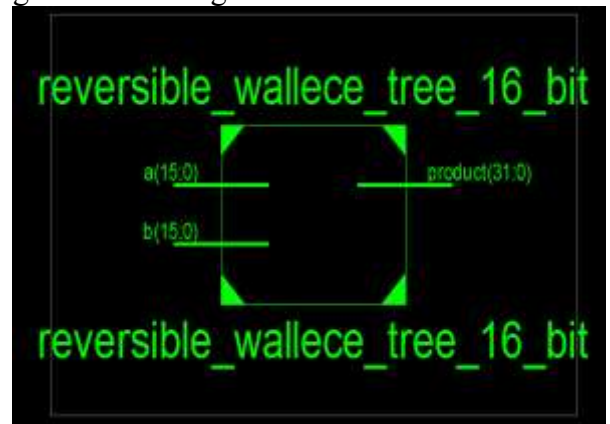 reversible_wallece_tree_16_bit
a(15:0)
product(31:0)
b(15:0)
reversible_wallece_tree_16_bit